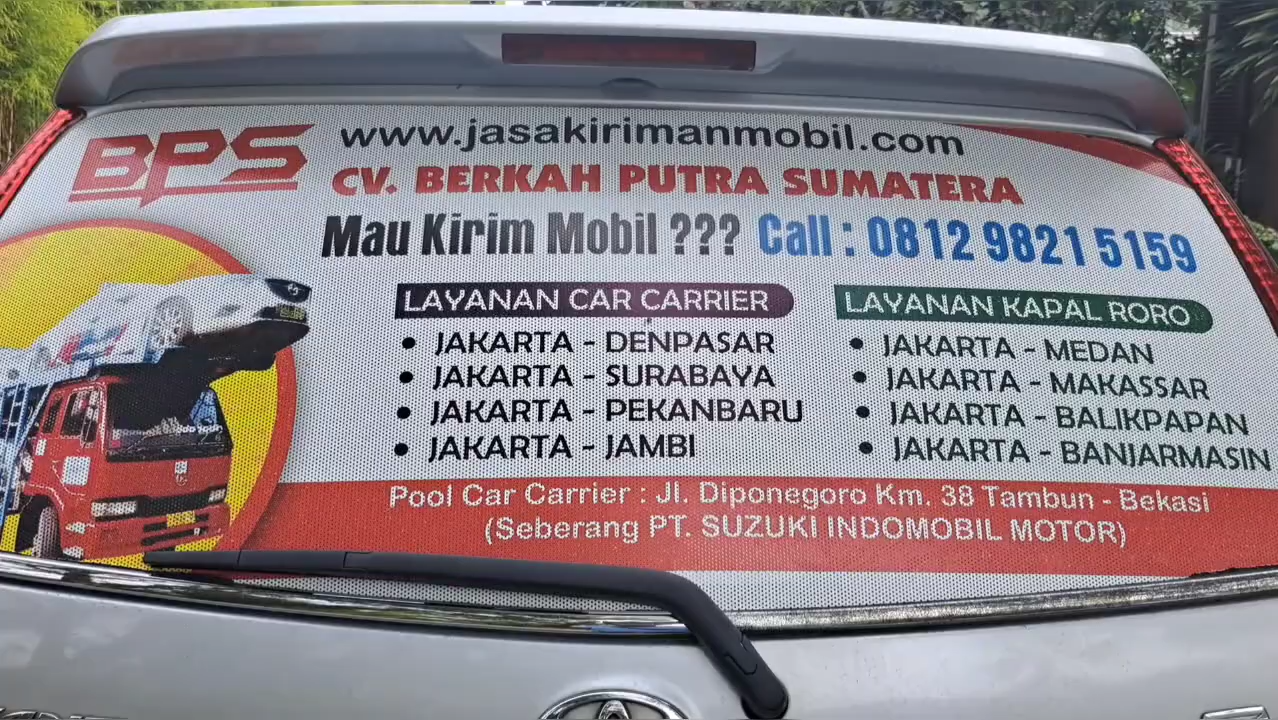 BPS
www.jasakirimanmobil.com
CV. BERKAH PUTRA SUMATERA
Mau Kirim Mobil ??? Call : 0812 9821 5159
LAYANAN CAR CARRIER
• JAKARTA - DENPASAR
• JAKARTA - SURABAYA
• JAKARTA - PEKANBARU
• JAKARTA - JAMBI
LAYANAN KAPAL RORO
• JAKARTA - MEDAN
• JAKARTA - MAKASSAR
• JAKARTA - BALIKPAPAN
• JAKARTA - BANJARMASIN
Pool Car Carrier : Jl. Diponegoro Km. 38 Tambun - Bekasi
(Seberang PT. SUZUKI INDOMOBIL MOTOR)